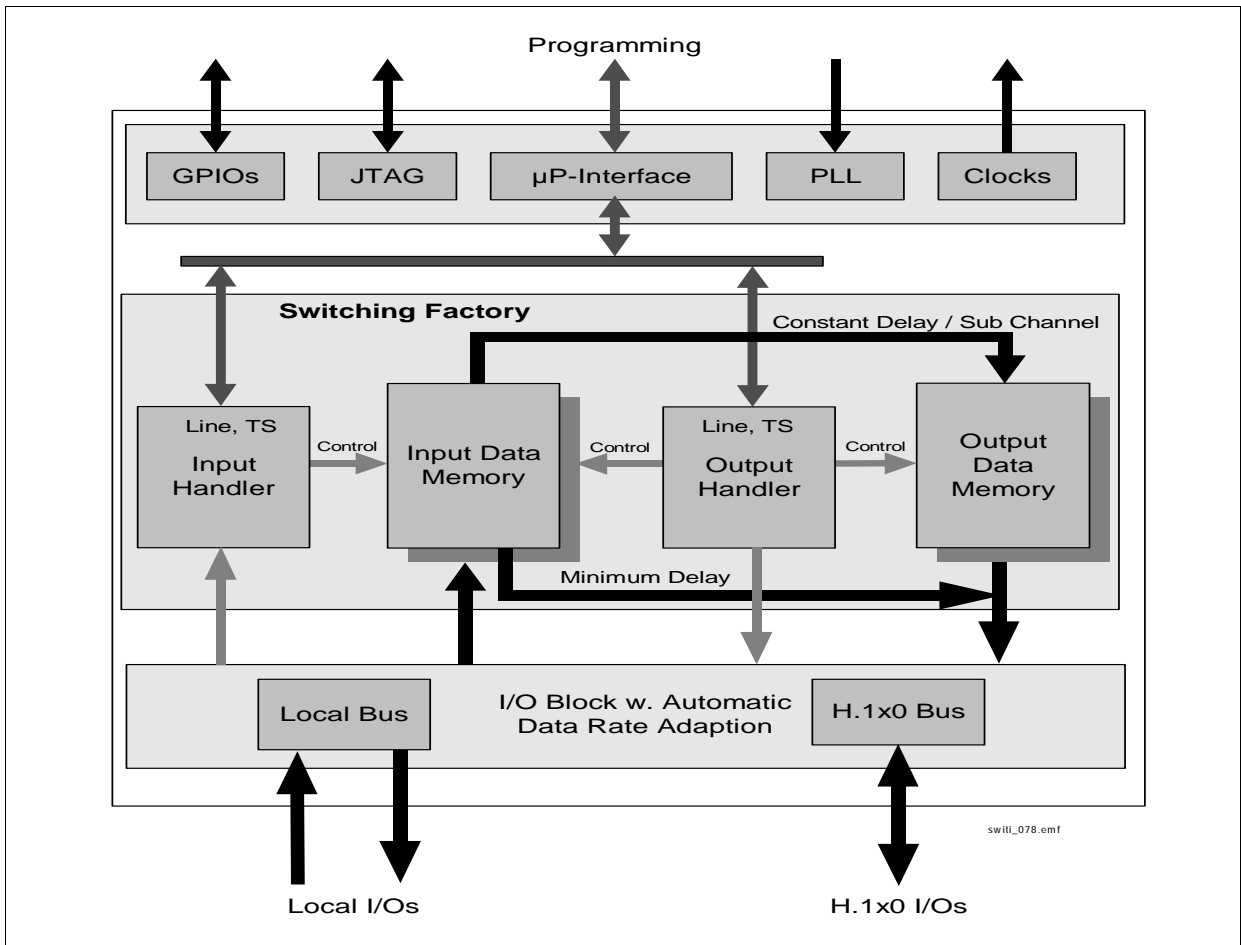 Programming
GPIOs
JTAG
µP-Interface
PLL
Clocks
Switching Factory
Constant Delay / Sub Channel
Line, TS
Input
Handler
Control
Input Data
Memory
Control
Line, TS
Output
Handler
Control
Output
Data
Memory
Minimum Delay
Local Bus
I/O Block w. Automatic
Data Rate Adaption
H.1x0 Bus
switi_078.emf
Local I/Os
H.1x0 I/Os